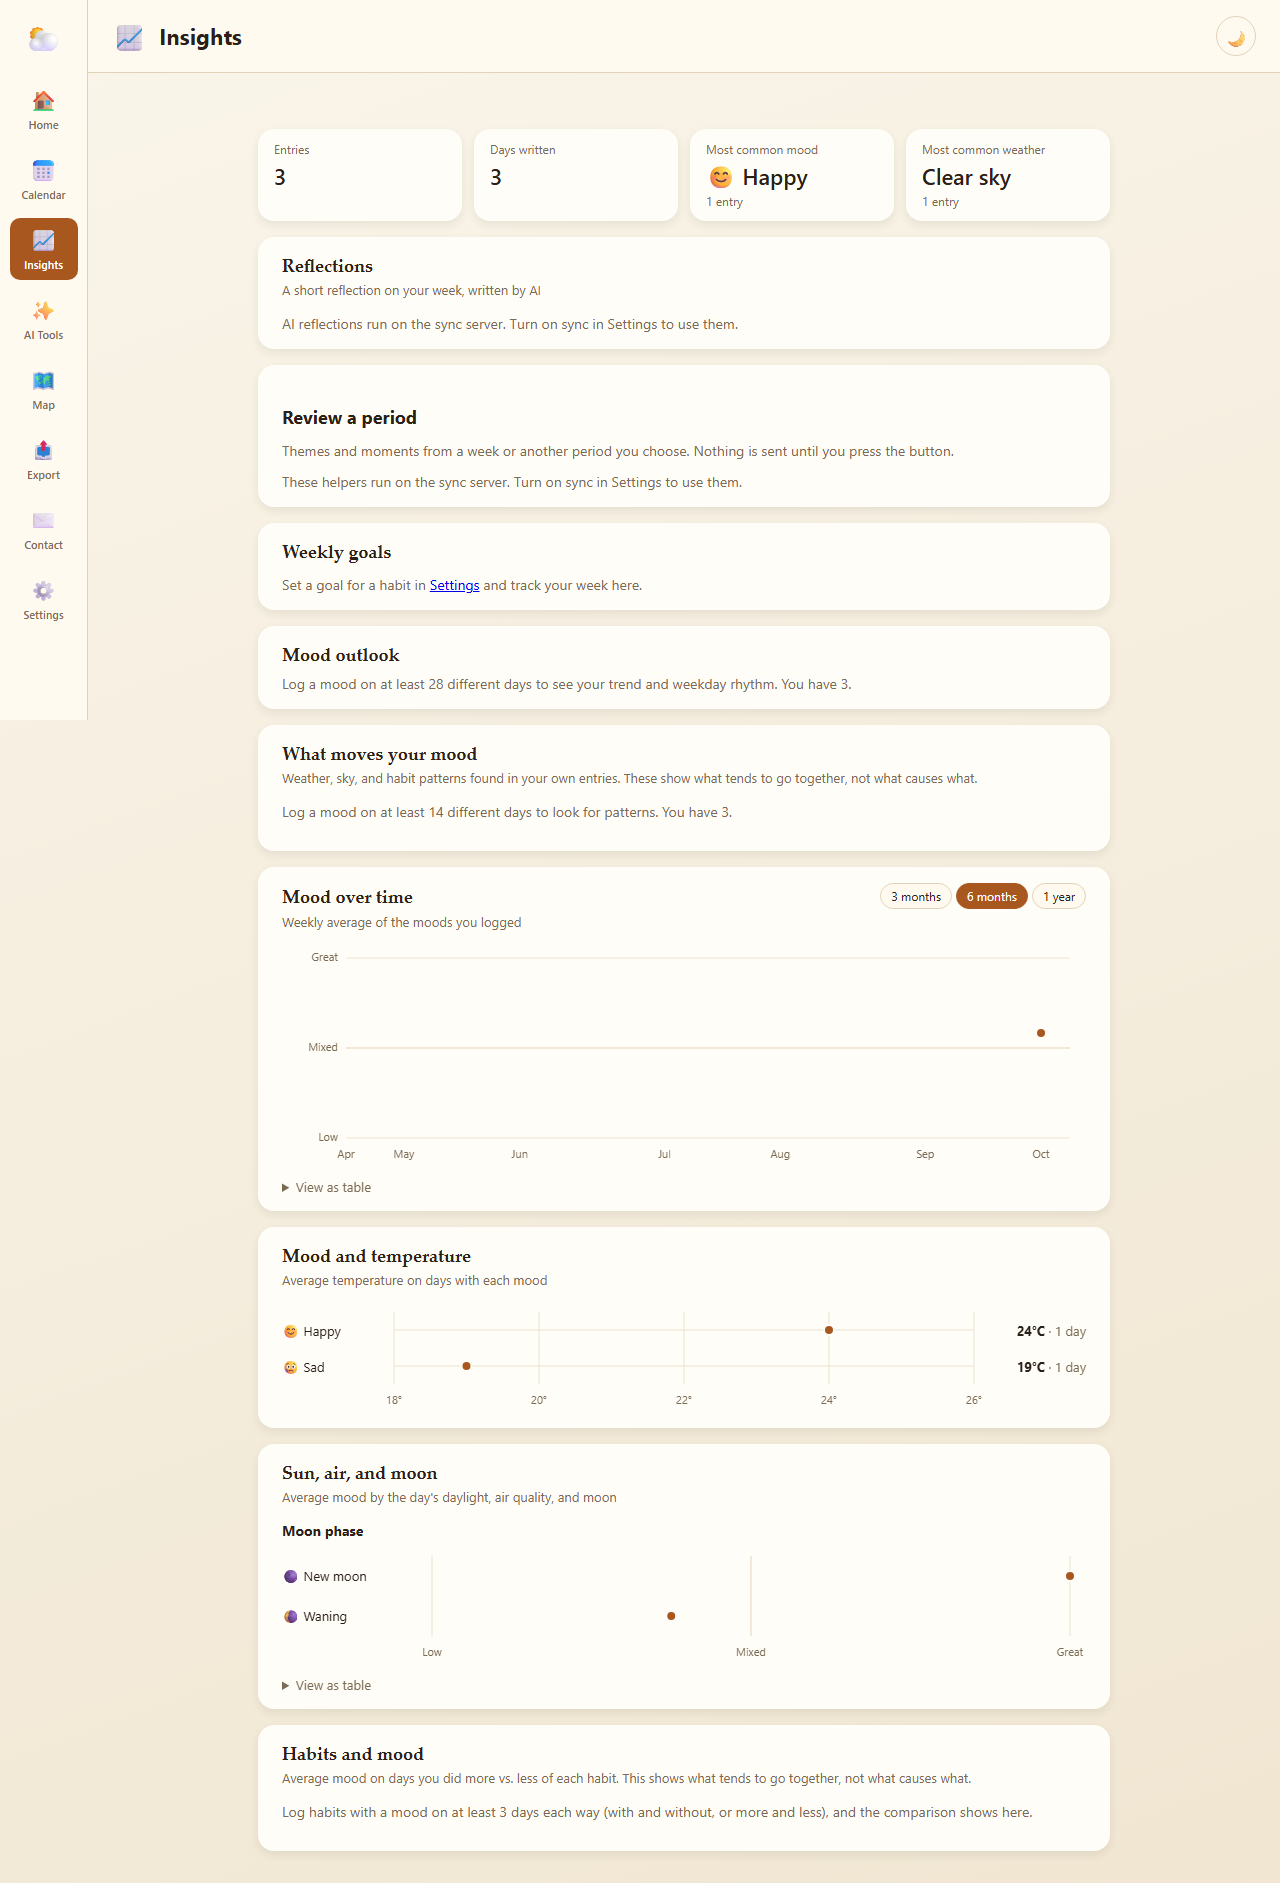 Insights
Home
Calendar
Insights
AI Tools
Map
Export
Contact
Settings
Entries
3
Days written
3
Most common mood
Happy
1 entry
Most common weather
Clear sky
1 entry
Reflections
A short reflection on your week, written by AI
AI reflections run on the sync server. Turn on sync in Settings to use them.
Review a period
Themes and moments from a week or another period you choose. Nothing is sent until you press the button.
These helpers run on the sync server. Turn on sync in Settings to use them.
Weekly goals
Set a goal for a habit in Settings and track your week here.
Mood outlook
Log a mood on at least 28 different days to see your trend and weekday rhythm. You have 3.
What moves your mood
Weather, sky, and habit patterns found in your own entries. These show what tends to go together, not what causes what.
Log a mood on at least 14 different days to look for patterns. You have 3.
Mood over time
3 months 6 months 1 year
Weekly average of the moods you logged
Great
Mixed
Low
Apr May Jun Jul Aug Sep Oct
View as table
Mood and temperature
Average temperature on days with each mood
Happy 24°C · 1 day
Sad 19°C · 1 day
18° 20° 22° 24° 26°
Sun, air, and moon
Average mood by the day's daylight, air quality, and moon
Moon phase
New moon
Waning
Low Mixed Great
View as table
Habits and mood
Average mood on days you did more vs. less of each habit. This shows what tends to go together, not what causes what.
Log habits with a mood on at least 3 days each way (with and without, or more and less), and the comparison shows here.